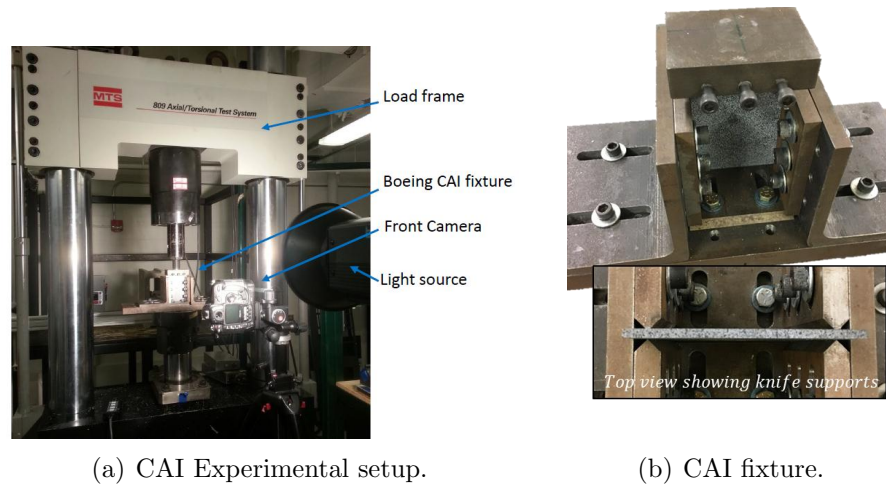 MTS
809 Axial/Torsional Test System
Load frame
Boeing CAI fixture
Front Camera
Light source
Top view showing knife supports
(a) CAI Experimental setup.
(b) CAI fixture.